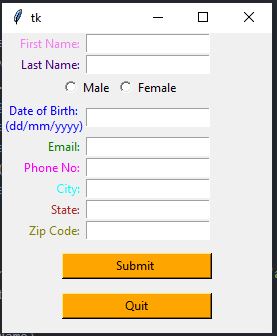 tk
First Name:
Last Name:
Male Female
Date of Birth:
(dd/mm/yyyy)
Email:
Phone No:
City:
State:
Zip Code:
Submit
Quit